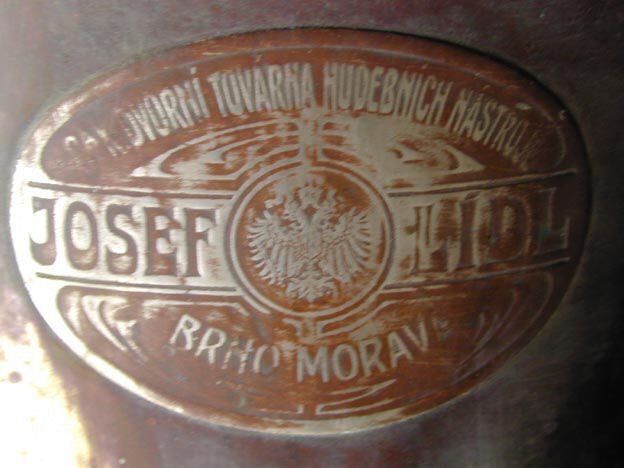 DVORNÍ TOVÁRNA HUDEBNÍCH NÁSTROJŮ
JOSEF LÍDL
BRNO MORAVA